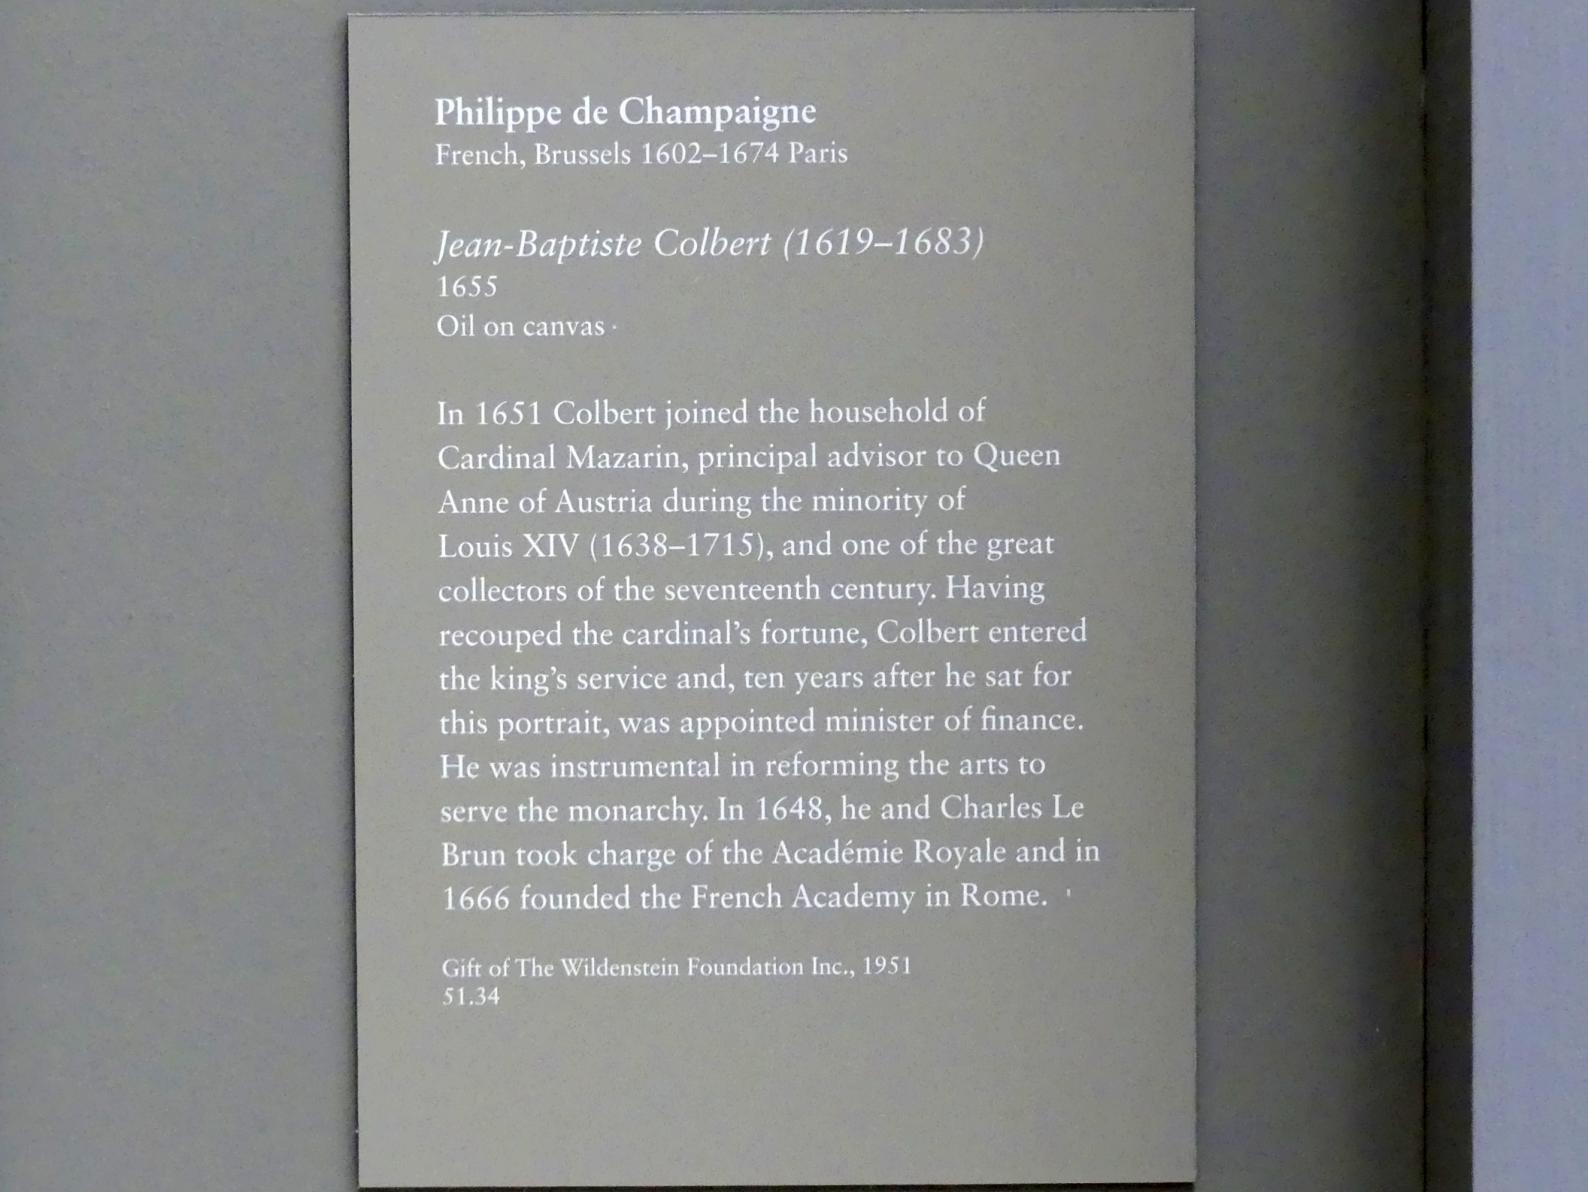 Philippe de Champaigne
French, Brussels 1602–1674 Paris
Jean-Baptiste Colbert (1619–1683)
1655
Oil on canvas
In 1651 Colbert joined the household of
Cardinal Mazarin, principal advisor to Queen
Anne of Austria during the minority of
Louis XIV (1638–1715), and one of the great
collectors of the seventeenth century. Having
recouped the cardinal’s fortune, Colbert entered
the king’s service and, ten years after he sat for
this portrait, was appointed minister of finance.
He was instrumental in reforming the arts to
serve the monarchy. In 1648, he and Charles Le
Brun took charge of the Académie Royale and in
1666 founded the French Academy in Rome.
Gift of The Wildenstein Foundation Inc., 1951
51.34